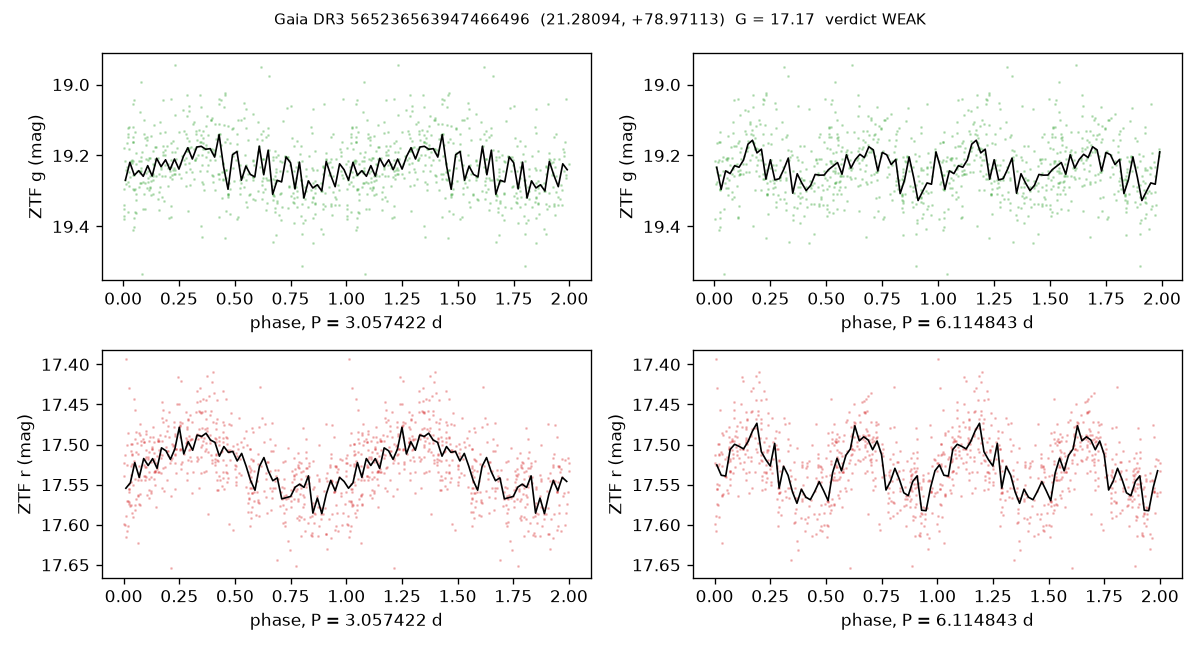 Gaia DR3 565236563947466496  (21.28094, +78.97113)  G = 17.17  verdict WEAK
ZTF g (mag)
19.0
19.2
19.4
0.00 0.25 0.50 0.75 1.00 1.25 1.50 1.75 2.00
phase, P = 3.057422 d
ZTF g (mag)
19.0
19.2
19.4
0.00 0.25 0.50 0.75 1.00 1.25 1.50 1.75 2.00
phase, P = 6.114843 d
ZTF r (mag)
17.40
17.45
17.50
17.55
17.60
17.65
0.00 0.25 0.50 0.75 1.00 1.25 1.50 1.75 2.00
phase, P = 3.057422 d
ZTF r (mag)
17.40
17.45
17.50
17.55
17.60
17.65
0.00 0.25 0.50 0.75 1.00 1.25 1.50 1.75 2.00
phase, P = 6.114843 d